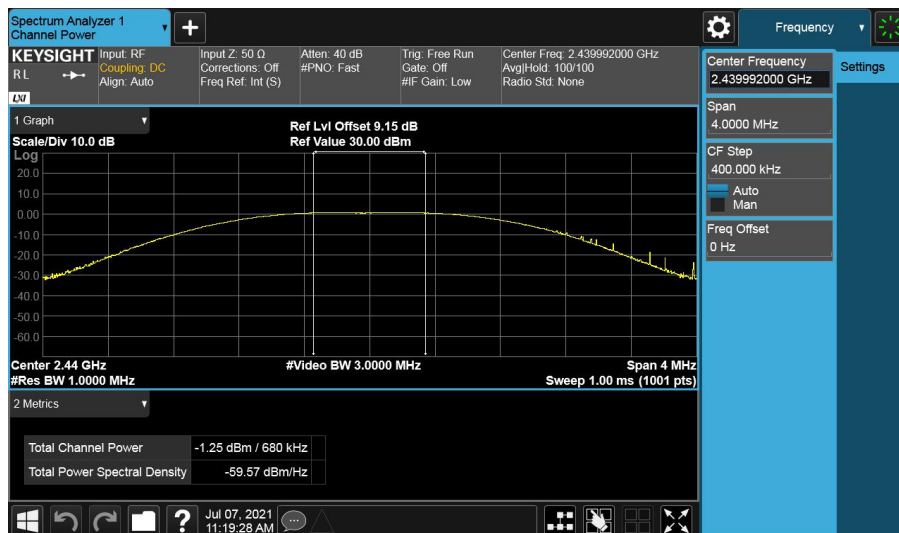 Spectrum Analyzer 1
Channel Power
Frequency
KEYSIGHT
RL
LXI
Input: RF
Coupling: DC
Align: Auto
Input Z: 50 Ω
Corrections: Off
Freq Ref: Int (S)
Atten: 40 dB
#PNO: Fast
Trig: Free Run
Gate: Off
#IF Gain: Low
Center Freq: 2.439992000 GHz
Avg|Hold: 100/100
Radio Std: None
Center Frequency
2.439992000 GHz
Settings
Span
4.0000 MHz
CF Step
400.000 kHz
Auto
Man
Freq Offset
0 Hz
1 Graph
Scale/Div 10.0 dB
Ref Lvl Offset 9.15 dB
Ref Value 30.00 dBm
Log
20.0
10.0
0.00
-10.0
-20.0
-30.0
-40.0
-50.0
-60.0
Center 2.44 GHz
#Video BW 3.0000 MHz
Span 4 MHz
#Res BW 1.0000 MHz
Sweep 1.00 ms (1001 pts)
2 Metrics
Total Channel Power
-1.25 dBm / 680 kHz
Total Power Spectral Density
-59.57 dBm/Hz
?
Jul 07, 2021
11:19:28 AM